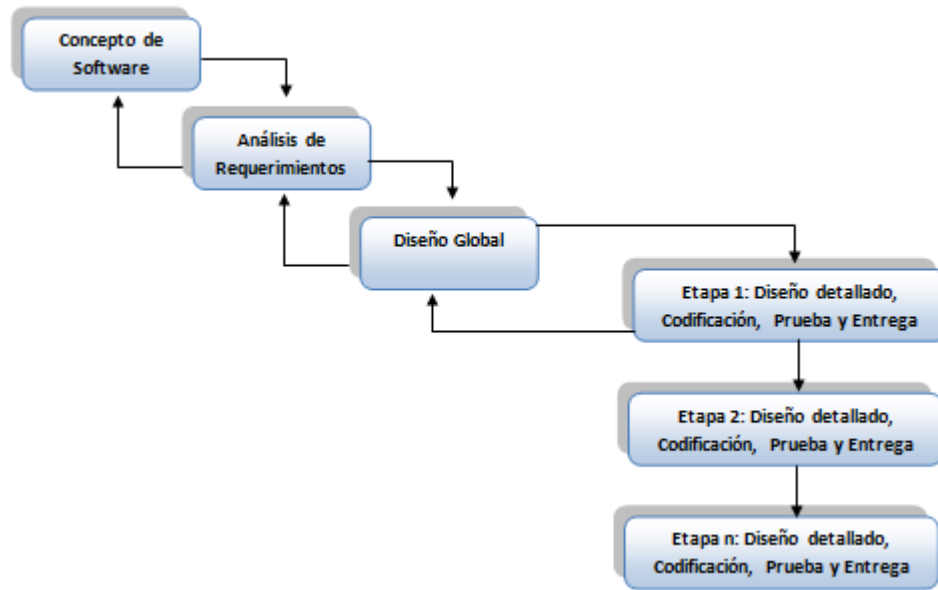 Concepto de
Software
Análisis de
Requerimientos
Diseño Global
Etapa 1: Diseño detallado,
Codificación, Prueba y Entrega
Etapa 2: Diseño detallado,
Codificación, Prueba y Entrega
Etapa n: Diseño detallado,
Codificación, Prueba y Entrega